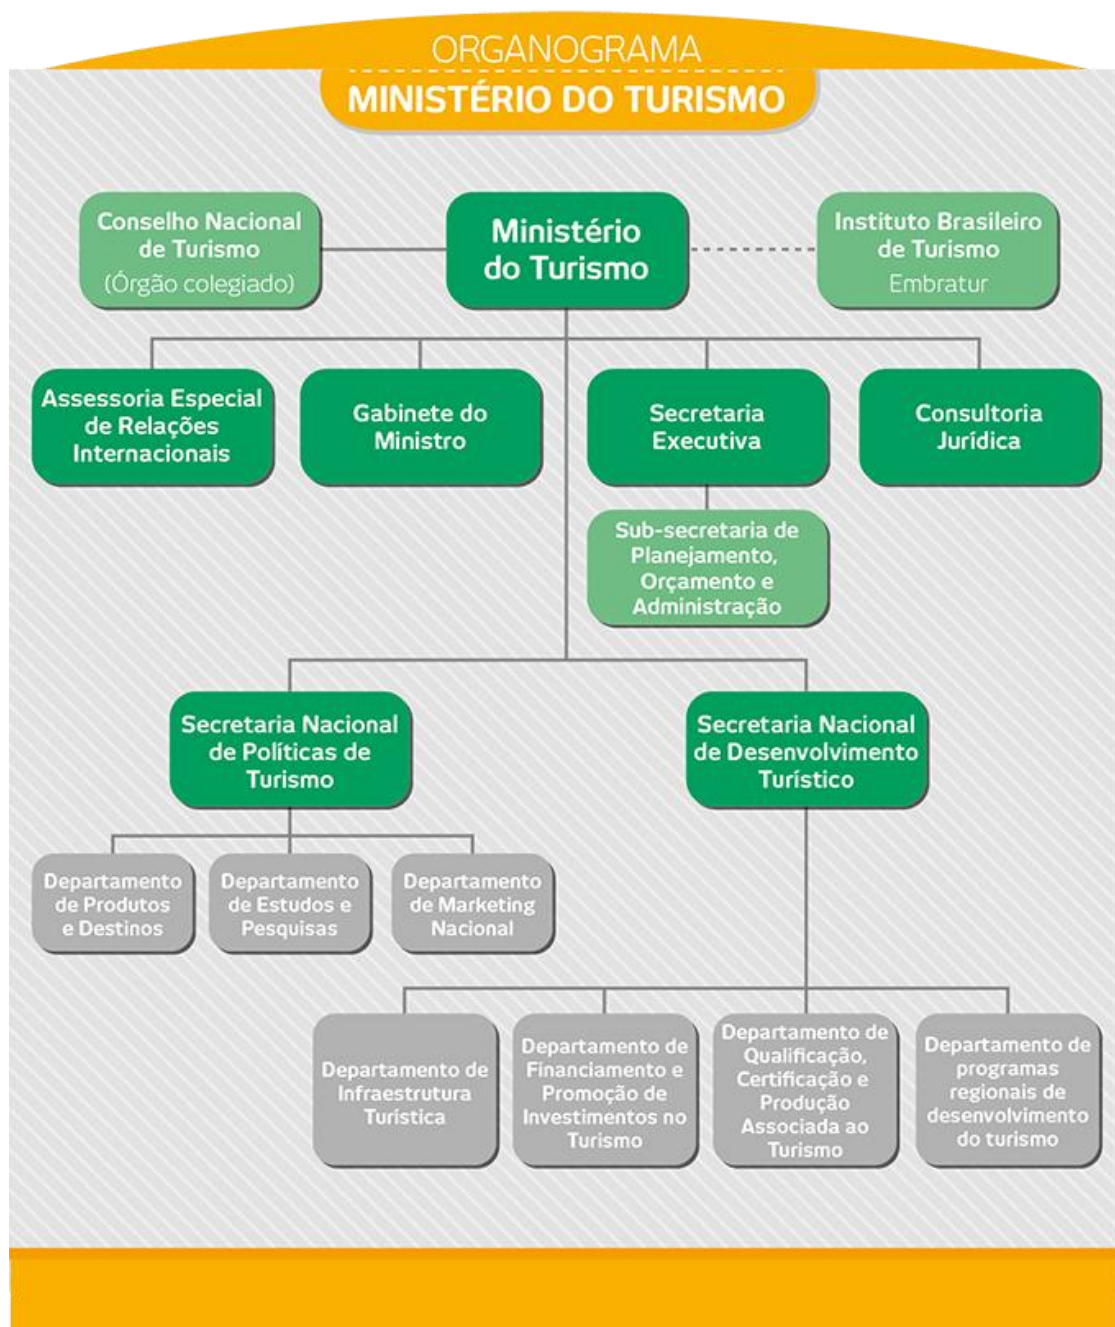 ORGANOGRAMA
MINISTÉRIO DO TURISMO
Conselho Nacional
de Turismo
(Órgão colegiado)
Ministério
do Turismo
Instituto Brasileiro
de Turismo
Embratur
Assessoria Especial
de Relações
Internacionais
Gabinete do
Ministro
Secretaria
Executiva
Consultoria
Jurídica
Sub-secretaria de
Planejamento,
Orçamento e
Administração
Secretaria Nacional
de Políticas de
Turismo
Secretaria Nacional
de Desenvolvimento
Turístico
Departamento
de Produtos
e Destinos
Departamento
de Estudos e
Pesquisas
Departamento
de Marketing
Nacional
Departamento de
Infraestrutura
Turística
Departamento de
Financiamento e
Promoção de
Investimentos no
Turismo
Departamento de
Qualificação,
Certificação e
Produção
Associada ao
Turismo
Departamento de
programas
regionais de
desenvolvimento
do turismo